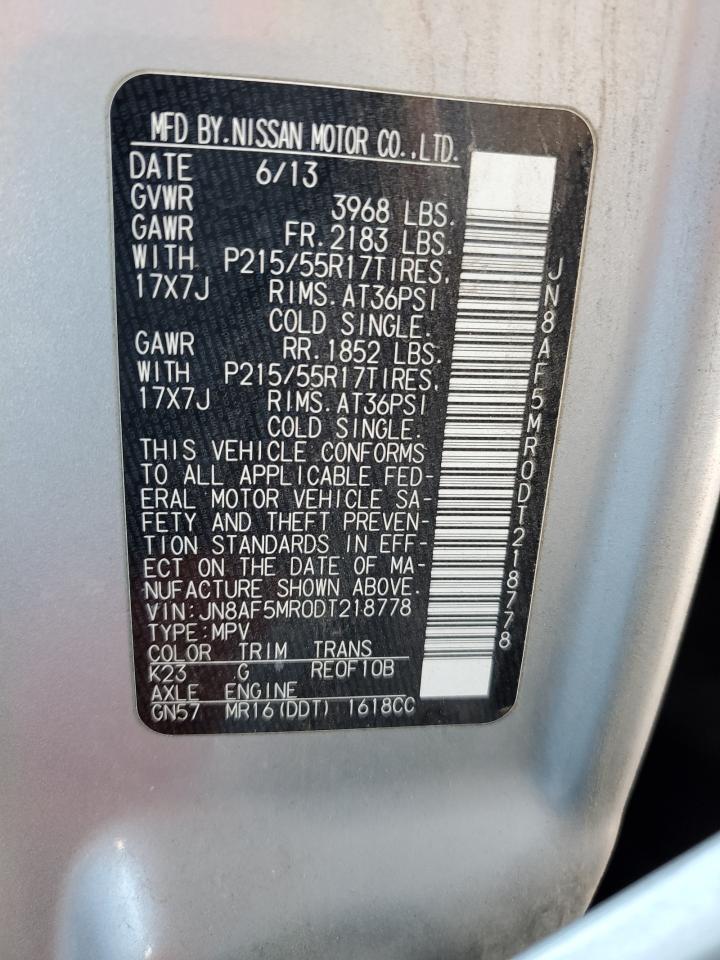 MFD BY.NISSAN MOTOR CO.,LTD.
DATE 6/13
GVWR 3968 LBS.
GAWR FR.2183 LBS.
WITH P215/55R17TIRES,
17X7J RIMS.AT36PSI
COLD SINGLE.
GAWR RR.1852 LBS.
WITH P215/55R17TIRES,
17X7J RIMS.AT36PSI
COLD SINGLE.
THIS VEHICLE CONFORMS
TO ALL APPLICABLE FED-
ERAL MOTOR VEHICLE SA-
FETY AND THEFT PREVEN-
TION STANDARDS IN EFF-
ECT ON THE DATE OF MA-
NUFACTURE SHOWN ABOVE.
VIN:JN8AF5MR0DT218778
TYPE:MPV
COLOR TRIM TRANS
K23 G RE0F10B
AXLE ENGINE
GN57 MR16(DDT) 1618CC
JN8AF5MR0DT218778